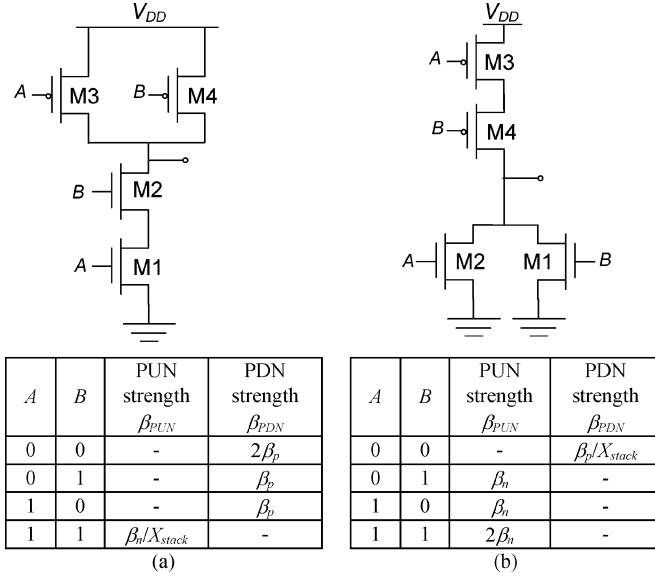 V_DD
A
M3
B
M4
B
M2
A
M1
V_DD
A
M3
B
M4
A
M2
M1
B
A B PUN strength β_PUN PDN strength β_PDN
0 0 - 2β_p
0 1 - β_p
1 0 - β_p
1 1 β_n/X_stack -
(a)
A B PUN strength β_PUN PDN strength β_PDN
0 0 - β_p/X_stack
0 1 β_n -
1 0 β_n -
1 1 2β_n -
(b)